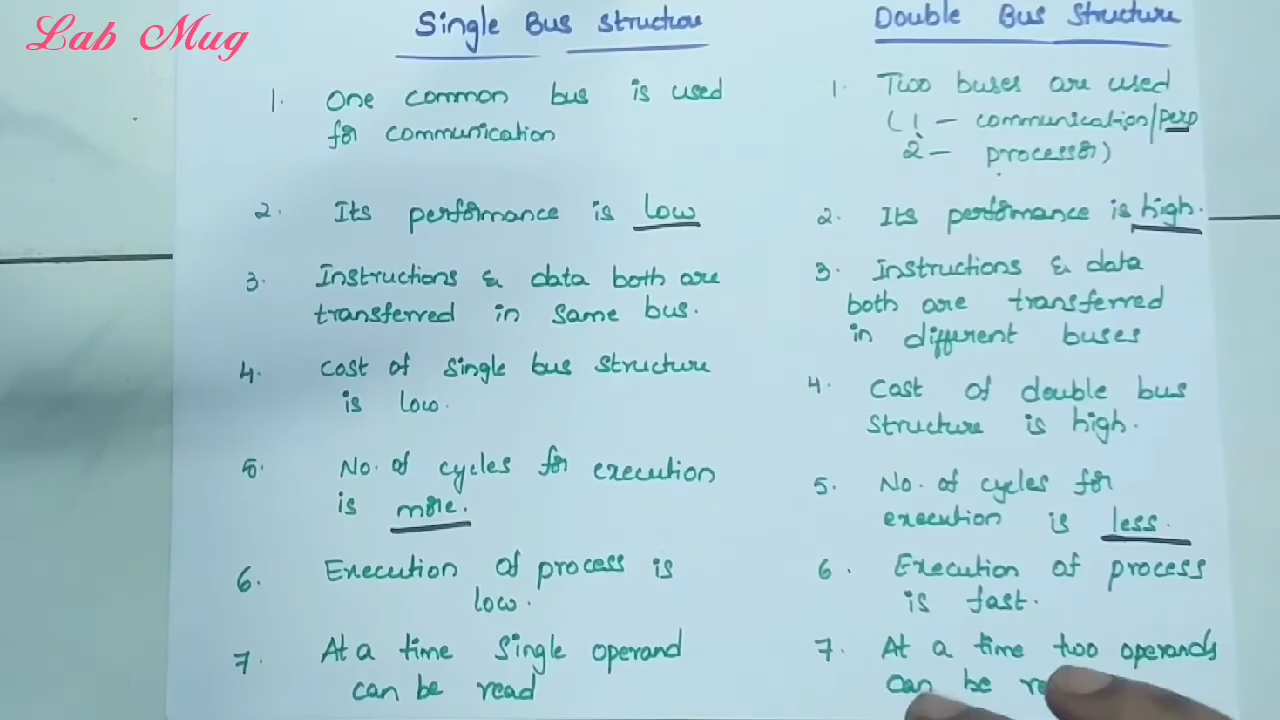 Lab Mug
Single Bus Structure
1. One common bus is used
for communication
2. Its performance is low
3. Instructions & data both are
transferred in same bus.
4. Cost of Single bus structure
is low.
5. No. of cycles for execution
is more.
6. Execution of process is
low.
7. At a time Single operand
can be read
Double Bus Structure
1. Two buses are used
(1 - communication/perp
2 - processor)
2. Its performance is high.
3. Instructions & data
both are transferred
in different buses
4. Cost of double bus
structure is high.
5. No. of cycles for
execution is less.
6. Execution of process
is fast.
7. At a time two operands
can be